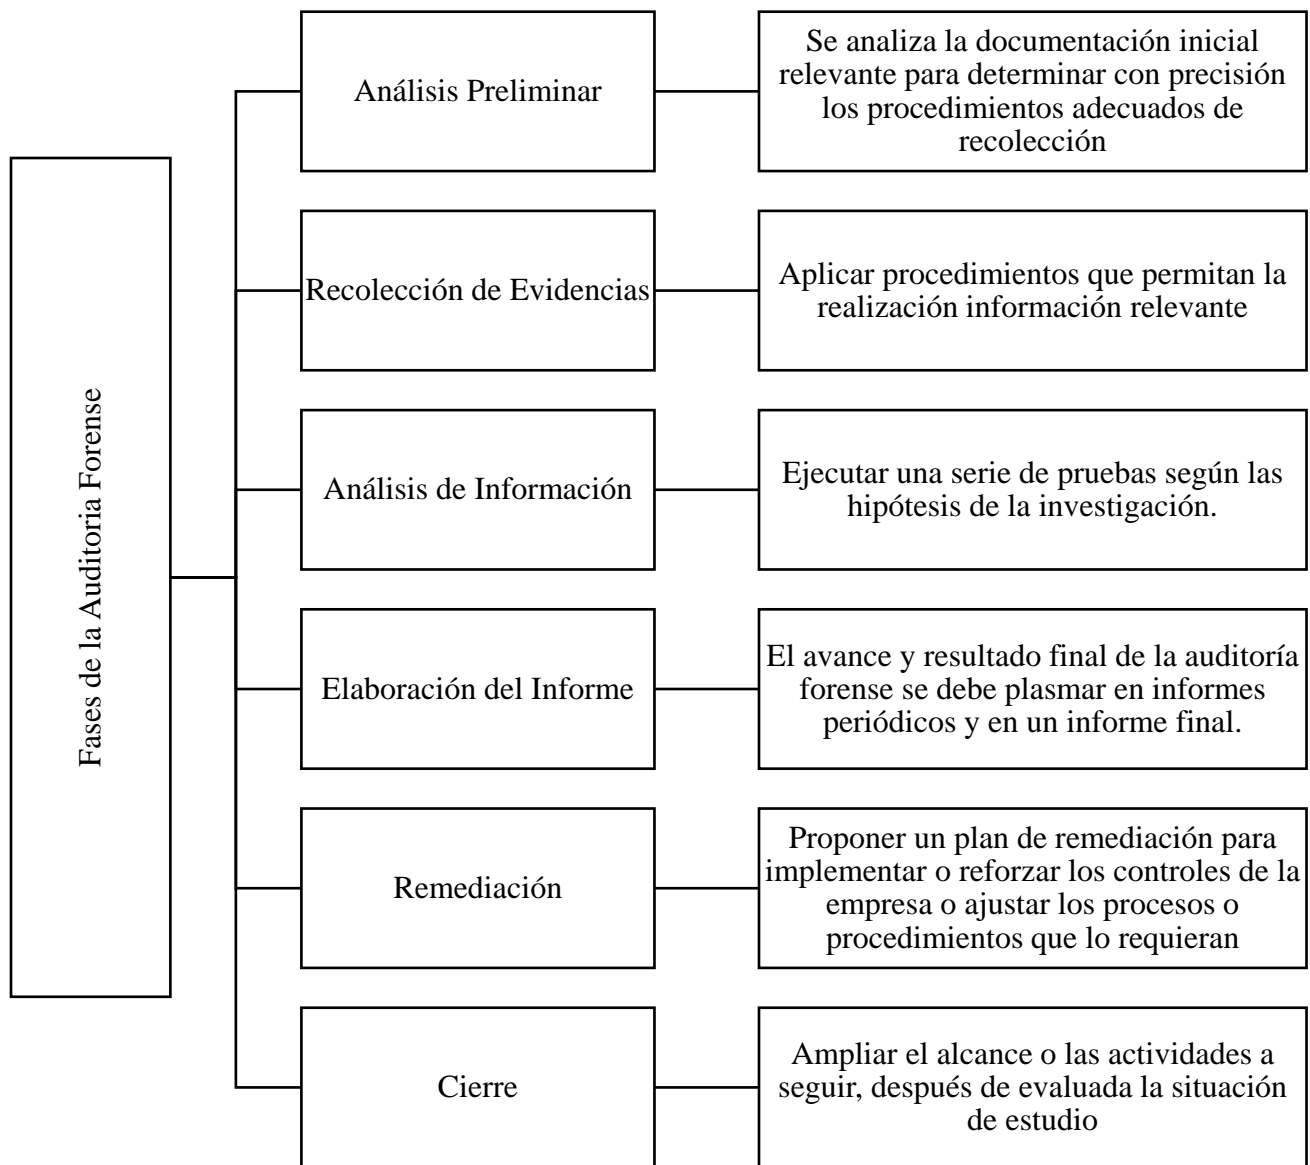 Fases de la Auditoria Forense
Análisis Preliminar
Se analiza la documentación inicial
relevante para determinar con precisión
los procedimientos adecuados de
recolección
Recolección de Evidencias
Aplicar procedimientos que permitan la
realización información relevante
Análisis de Información
Ejecutar una serie de pruebas según las
hipótesis de la investigación.
Elaboración del Informe
El avance y resultado final de la auditoría
forense se debe plasmar en informes
periódicos y en un informe final.
Remediación
Proponer un plan de remediación para
implementar o reforzar los controles de la
empresa o ajustar los procesos o
procedimientos que lo requieran
Cierre
Ampliar el alcance o las actividades a
seguir, después de evaluada la situación
de estudio